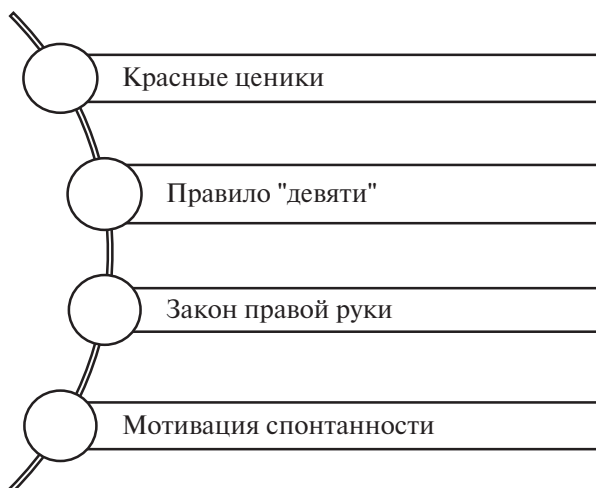 Красные ценики
Правило "девяти"
Закон правой руки
Мотивация спонтанности